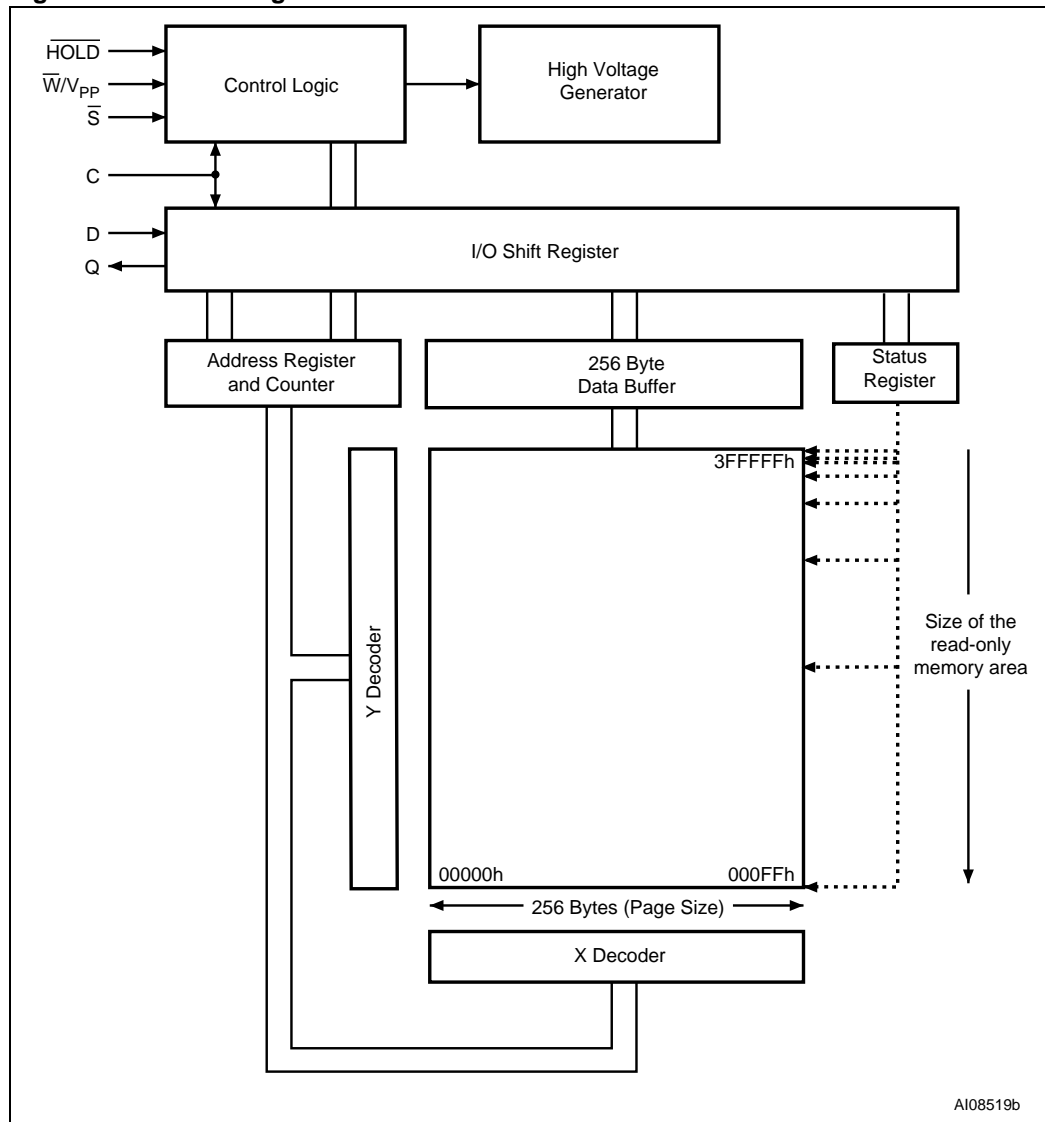 HOLD
W/VPP
S
C
D
Q
Control Logic
High Voltage
Generator
I/O Shift Register
Address Register
and Counter
256 Byte
Data Buffer
Status
Register
3FFFFFh
Y Decoder
Size of the
read-only
memory area
00000h
000FFh
256 Bytes (Page Size)
X Decoder
AI08519b